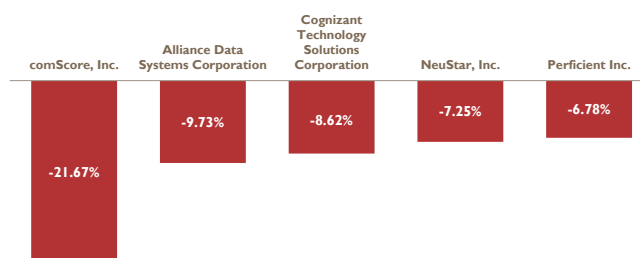 comScore, Inc.
Alliance Data
Systems Corporation
Cognizant
Technology
Solutions
Corporation
NeuStar, Inc.
Perficient Inc.
-21.67%
-9.73%
-8.62%
-7.25%
-6.78%